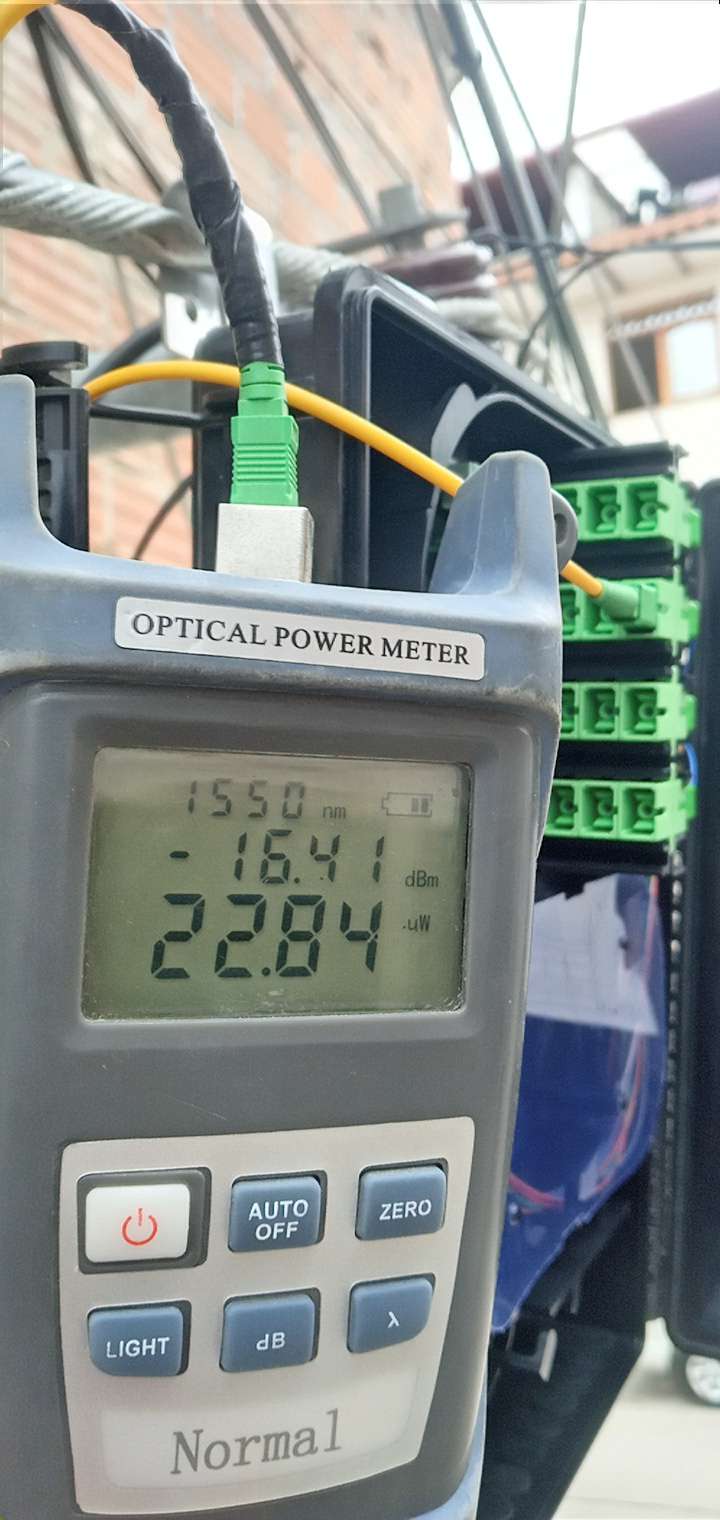 OPTICAL POWER METER
1550 nm
-16.41 dBm
22.84 uW
AUTO OFF
ZERO
LIGHT
dB
λ
Normal